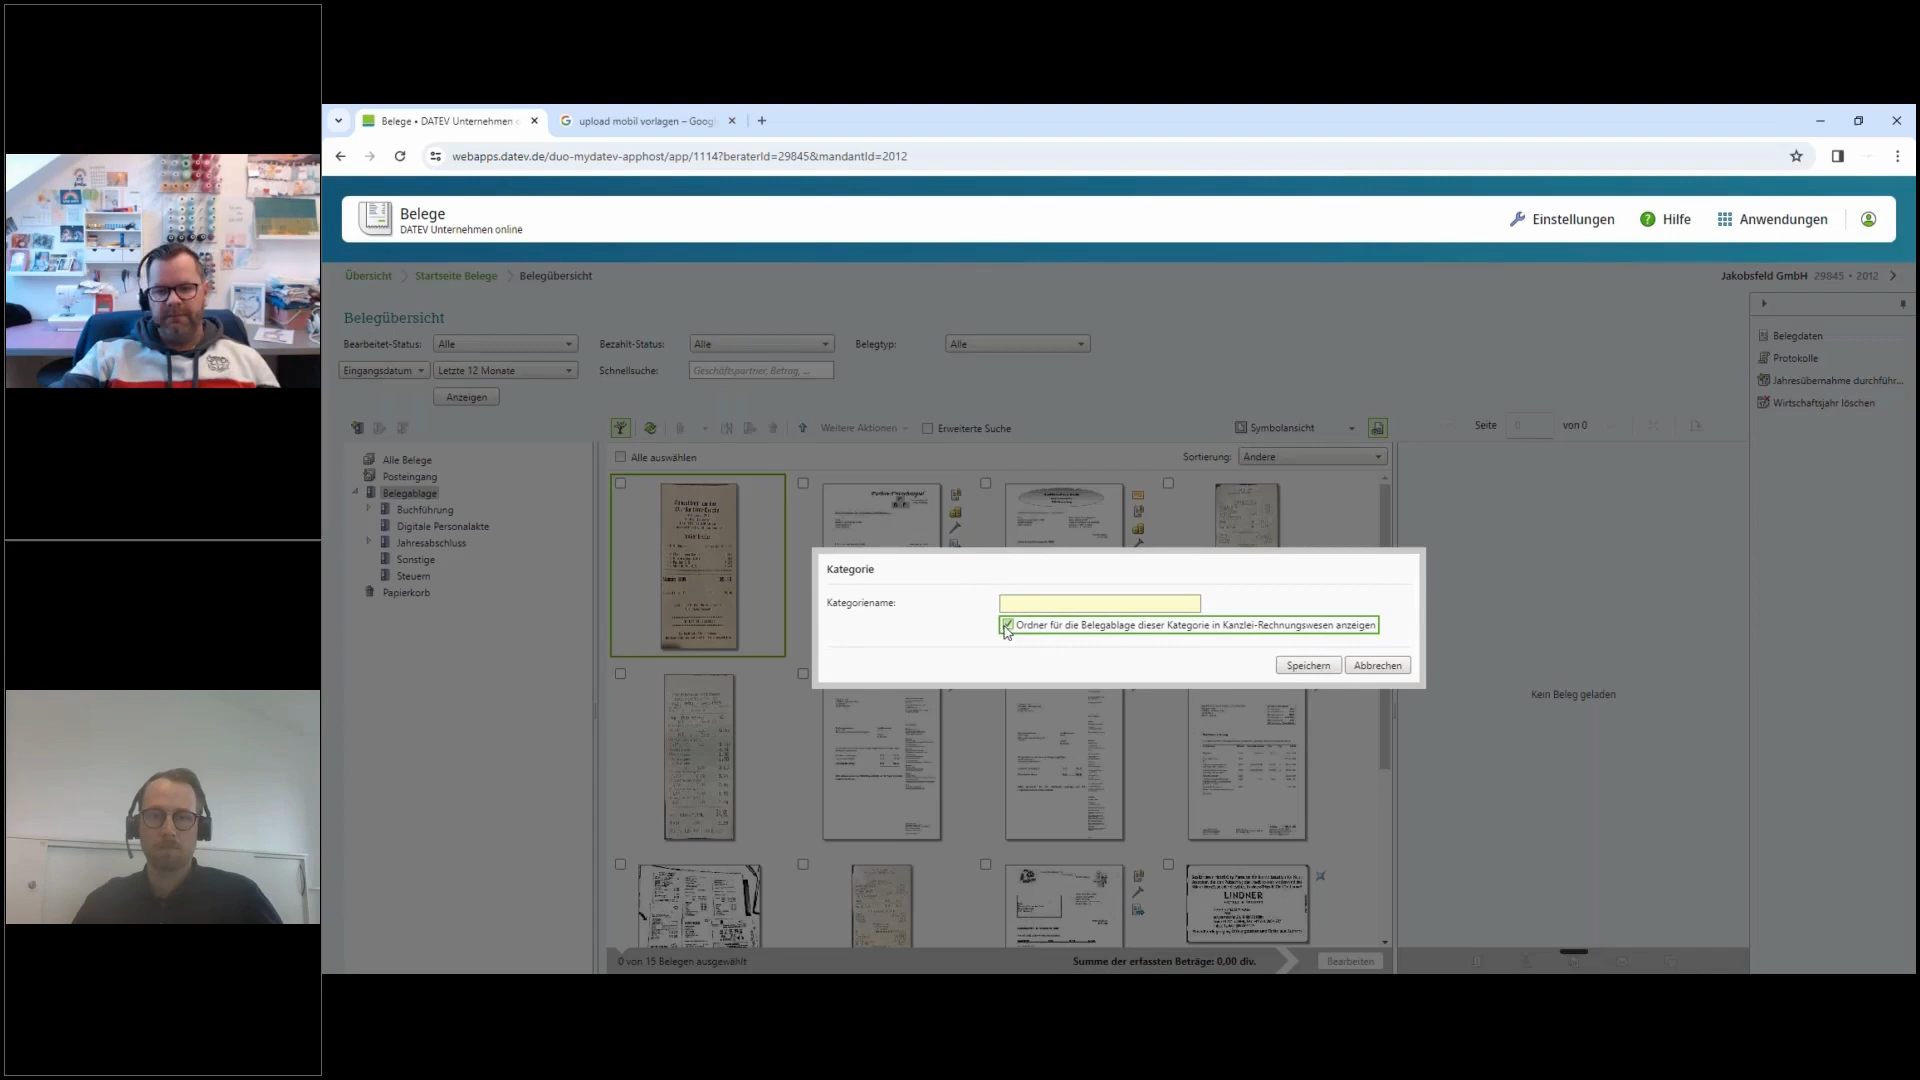 Belege • DATEV Unternehmen
upload mobil vorlagen – Goog
webapps.datev.de/duo-mydatev-apphost/app/1114?beraterId=29845&mandantId=2012
Belege
DATEV Unternehmen online
Einstellungen
Hilfe
Anwendungen
Übersicht
Startseite Belege
Belegübersicht
Jakobsfeld GmbH 29845 • 2012
Belegübersicht
Bearbeitet-Status: Alle
Bezahlt-Status: Alle
Belegtyp: Alle
Eingangsdatum Letzte 12 Monate
Schnellsuche: Geschäftspartner, Betrag, ...
Anzeigen
Belegdaten
Protokolle
Jahresübernahme durchführ...
Wirtschaftsjahr löschen
Weitere Aktionen
Erweiterte Suche
Symbolansicht
Seite 0 von 0
Alle auswählen
Sortierung: Andere
Alle Belege
Posteingang
Belegablage
Buchführung
Digitale Personalakte
Jahresabschluss
Sonstige
Steuern
Papierkorb
Kategorie
Kategoriename:
Ordner für die Belegablage dieser Kategorie in Kanzlei-Rechnungswesen anzeigen
Speichern
Abbrechen
Kein Beleg geladen
LINDNER
0 von 15 Belegen ausgewählt
Summe der erfassten Beträge: 0,00 div.
Bearbeiten